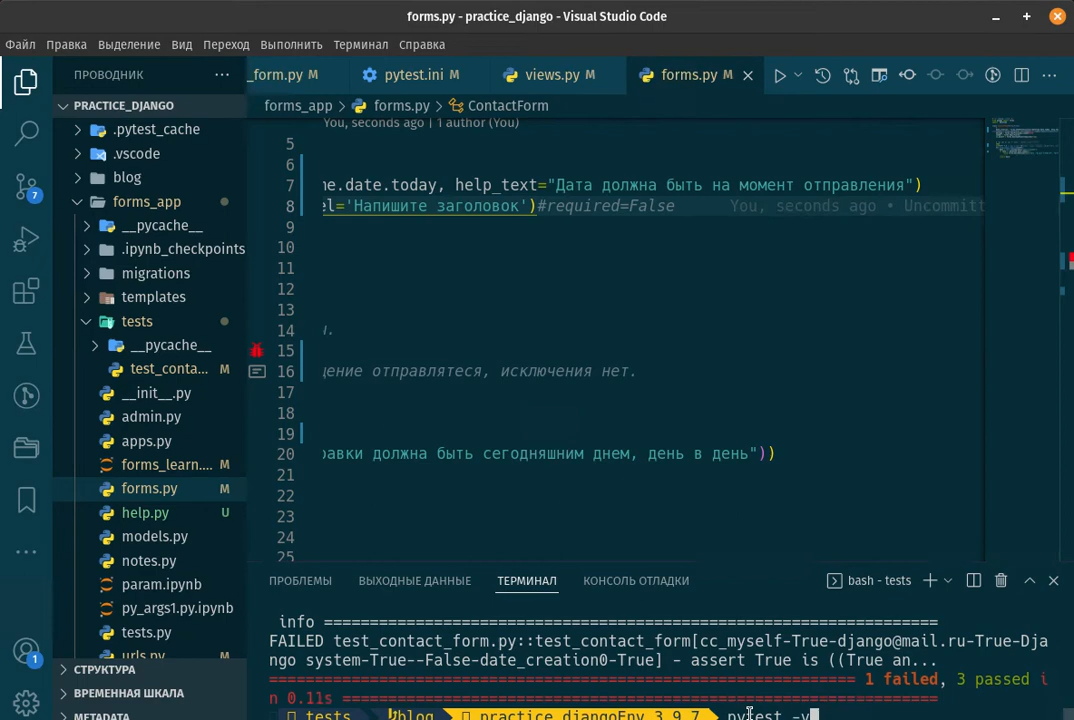 forms.py - practice_django - Visual Studio Code
Файл Правка Выделение Вид Переход Выполнить Терминал Справка
ПРОВОДНИК
_form.py M pytest.ini M views.py M forms.py M
PRACTICE_DJANGO
forms_app forms.py ContactForm
.pytest_cache
.vscode
blog
forms_app
__pycache__
.ipynb_checkpoints
migrations
templates
tests
__pycache__
test_conta... M
__init__.py
admin.py
apps.py
forms_learn.... M
forms.py M
help.py U
models.py
notes.py
param.ipynb
py_args1.py.ipynb
tests.py
urls.py
СТРУКТУРА
ВРЕМЕННАЯ ШКАЛА
METADATA
7
1
You, seconds ago | 1 author (You)
5
6
7 ne.date.today, help_text="Дата должна быть на момент отправления")
8 el='Напишите заголовок')#required=False You, seconds ago • Uncommitt
9
10
11
12
13
14
15
16 ение отправлятеся, исключения нет.
17
18
19
20 равки должна быть сегодняшним днем, день в день"))
21
22
23
24
25
ПРОБЛЕМЫ ВЫХОДНЫЕ ДАННЫЕ ТЕРМИНАЛ КОНСОЛЬ ОТЛАДКИ bash - tests
info ==========================================================
FAILED test_contact_form.py::test_contact_form[cc_myself-True-django@mail.ru-True-Dja
ngo system-True--False-date_creation0-True] - assert True is ((True an...
======================================================= 1 failed, 3 passed i
n 0.11s ========================================================
tests blog practice_djangoEnv 3.9.7 pytest -v